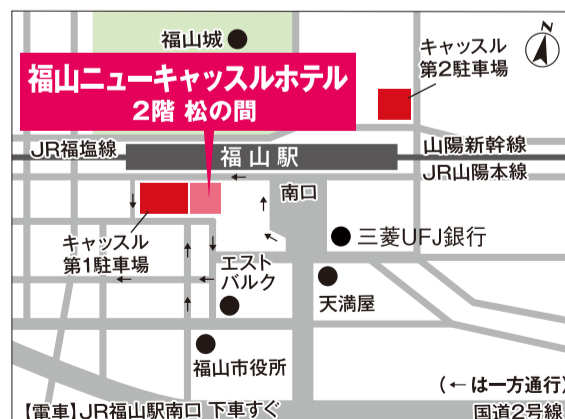 福山城
N
キャッスル
第2駐車場
福山ニューキャッスルホテル
2階 松の間
JR福塩線
福山駅
山陽新幹線
JR山陽本線
南口
キャッスル
第1駐車場
エスト
バルク
三菱UFJ銀行
天満屋
福山市役所
(←は一方通行)
【電車】JR福山駅南口 下車すぐ
国道2号線